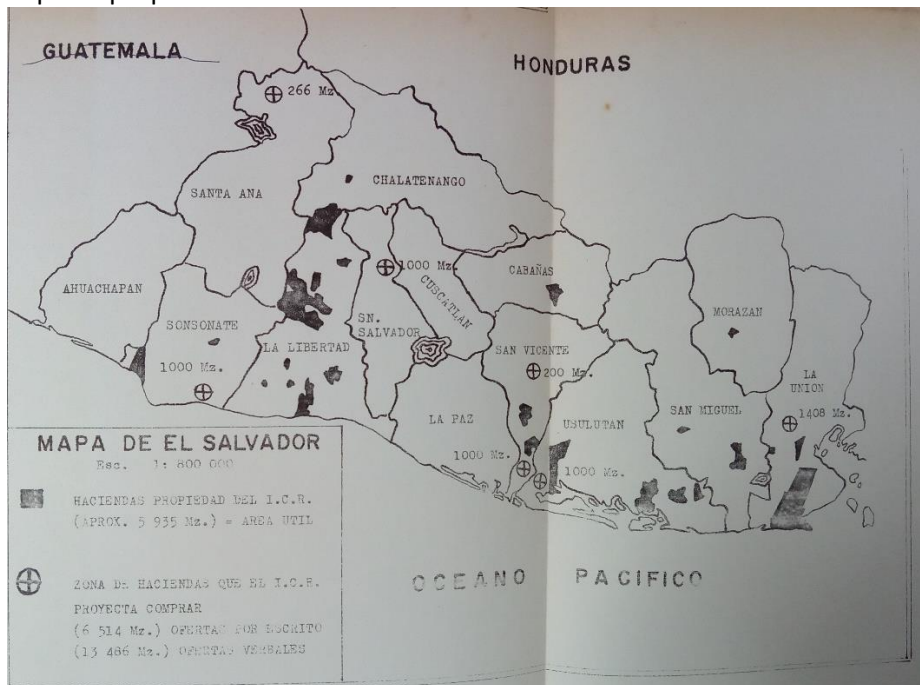 GUATEMALA
HONDURAS
266 Mz
CHALATENANGO
SANTA ANA
1000 Mz.
CABAÑAS
CUSCATLAN
AHUACHAPAN
SONSONATE
SN.
SALVADOR
MORAZAN
LA LIBERTAD
SAN VICENTE
1000 Mz.
200 Mz.
LA
UNION
LA PAZ
USULUTAN
SAN MIGUEL
1408 Mz.
1000 Mz.
1000 Mz.
MAPA DE EL SALVADOR
Esc. 1: 800 000
HACIENDAS PROPIEDAD DEL I.C.R.
(APROX. 5 935 Mz.) = AREA UTIL
ZONA DE HACIENDAS QUE EL I.C.R.
PROYECTA COMPRAR
(6 514 Mz.) OFERTAS POR ESCRITO
(13 486 Mz.) OFERTAS VERBALES
OCEANO PACIFICO